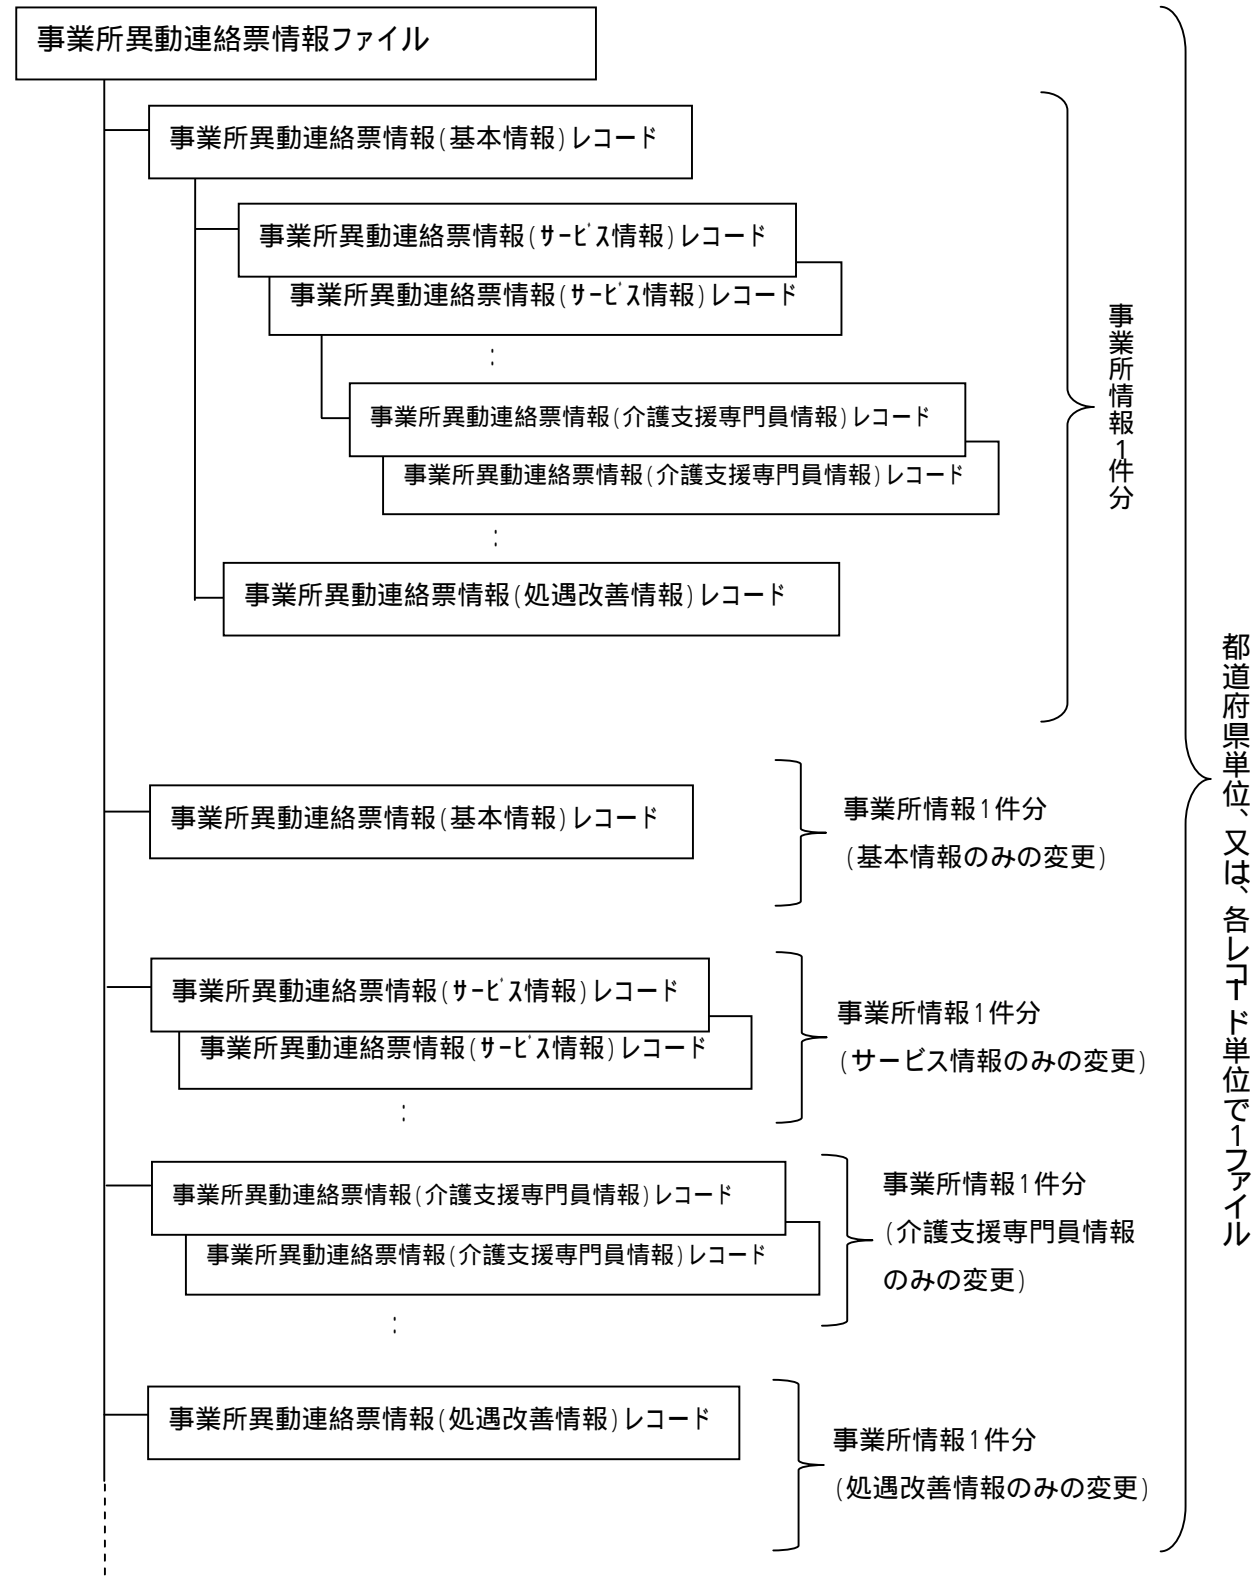 事業所異動連絡票情報ファイル
事業所異動連絡票情報(基本情報)レコード
事業所異動連絡票情報(ｻｰﾋﾞｽ情報)レコード
事業所異動連絡票情報(ｻｰﾋﾞｽ情報)レコード
:
事業所異動連絡票情報(介護支援専門員情報)レコード
事業所異動連絡票情報(介護支援専門員情報)レコード
:
事業所異動連絡票情報(処遇改善情報)レコード
事業所情報1件分
事業所異動連絡票情報(基本情報)レコード
事業所情報1件分
(基本情報のみの変更)
事業所異動連絡票情報(ｻｰﾋﾞｽ情報)レコード
事業所異動連絡票情報(ｻｰﾋﾞｽ情報)レコード
:
事業所情報1件分
(サービス情報のみの変更)
事業所異動連絡票情報(介護支援専門員情報)レコード
事業所異動連絡票情報(介護支援専門員情報)レコード
:
事業所情報1件分
(介護支援専門員情報
のみの変更)
事業所異動連絡票情報(処遇改善情報)レコード
事業所情報1件分
(処遇改善情報のみの変更)
都道府県単位、又は、各レコード単位で1ファイル